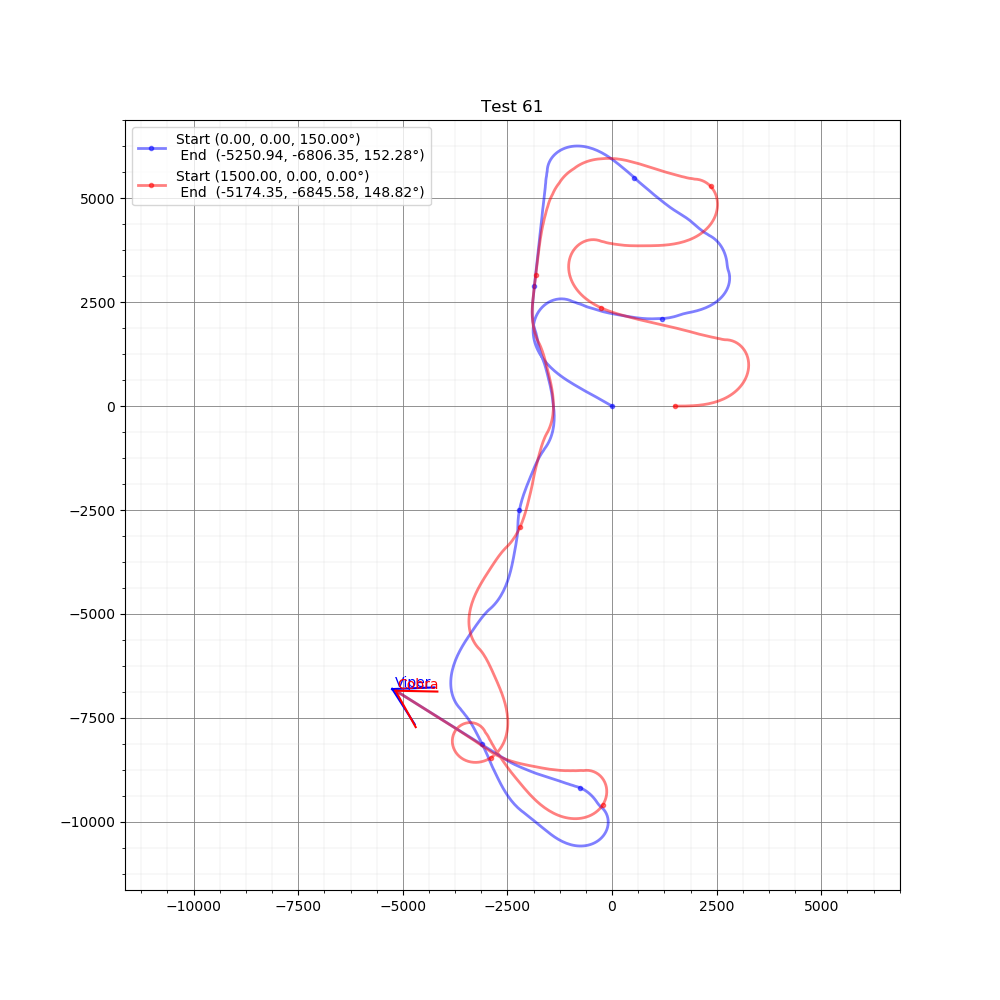 Test 61
Start (0.00, 0.00, 150.00°)
End (-5250.94, -6806.35, 152.28°)
Start (1500.00, 0.00, 0.00°)
End (-5174.35, -6845.58, 148.82°)
5000
2500
0
−2500
−5000
Viper
−7500
−10000
−10000 −7500 −5000 −2500 0 2500 5000